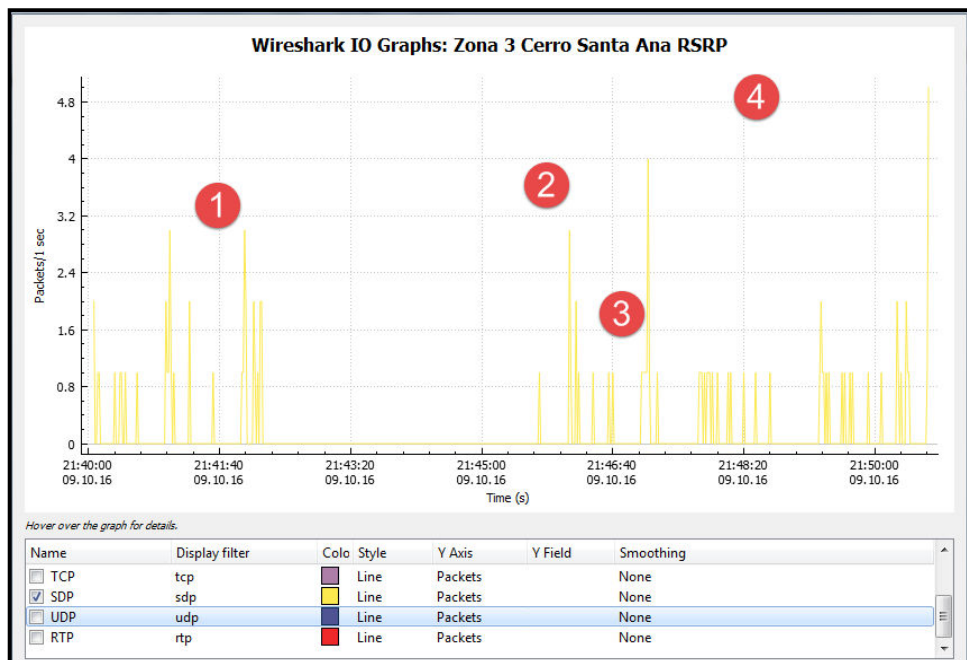 Wireshark IO Graphs: Zona 3 Cerro Santa Ana RSRP
4
4.8
4
2
1
3.2
Packets/1 sec
2.4
3
1.6
0.8
0
21:40:00 21:41:40 21:43:20 21:45:00 21:46:40 21:48:20 21:50:00
09.10.16 09.10.16 09.10.16 09.10.16 09.10.16 09.10.16 09.10.16
Time (s)
Hover over the graph for details.
Name Display filter Colo Style Y Axis Y Field Smoothing
TCP tcp Line Packets None
SDP sdp Line Packets None
UDP udp Line Packets None
RTP rtp Line Packets None